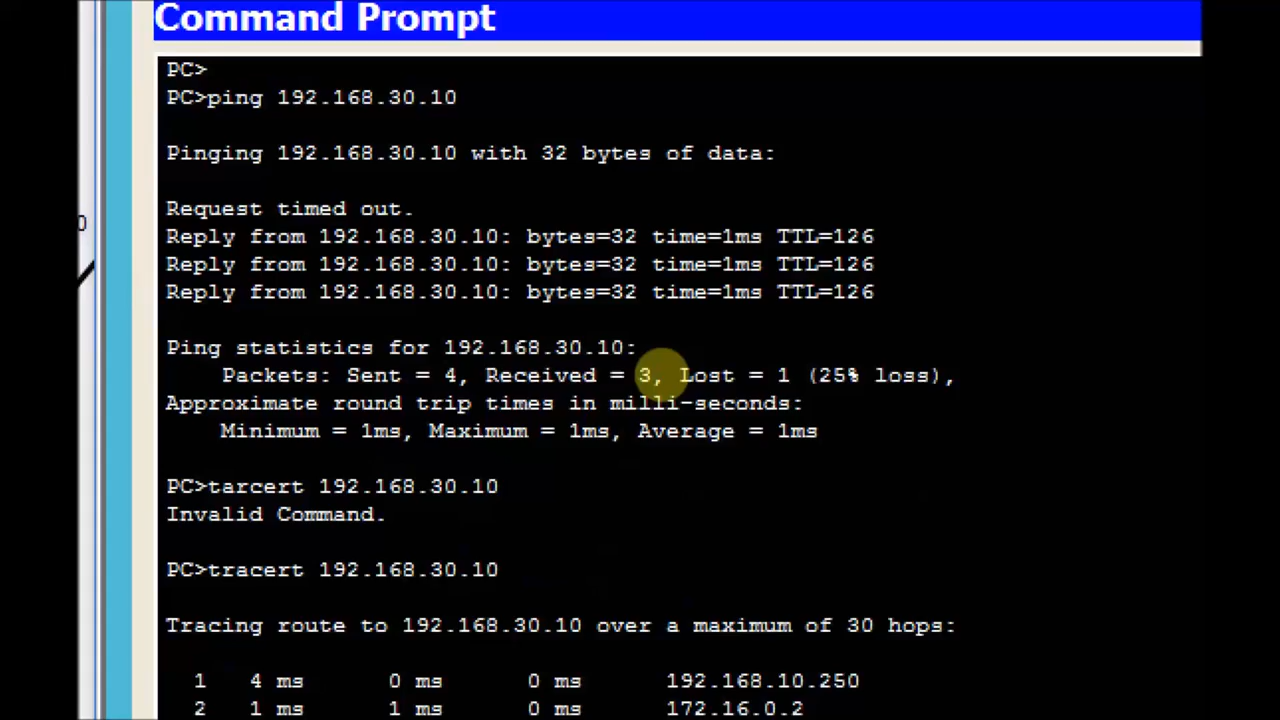 Command Prompt
PC>
PC>ping 192.168.30.10
Pinging 192.168.30.10 with 32 bytes of data:
0
Request timed out.
Reply from 192.168.30.10: bytes=32 time=1ms TTL=126
Reply from 192.168.30.10: bytes=32 time=1ms TTL=126
Reply from 192.168.30.10: bytes=32 time=1ms TTL=126
Ping statistics for 192.168.30.10:
Packets: Sent = 4, Received = 3, Lost = 1 (25% loss),
Approximate round trip times in milli-seconds:
Minimum = 1ms, Maximum = 1ms, Average = 1ms
PC>tarcert 192.168.30.10
Invalid Command.
PC>tracert 192.168.30.10
Tracing route to 192.168.30.10 over a maximum of 30 hops:
1 4 ms 0 ms 0 ms 192.168.10.250
2 1 ms 1 ms 0 ms 172.16.0.2